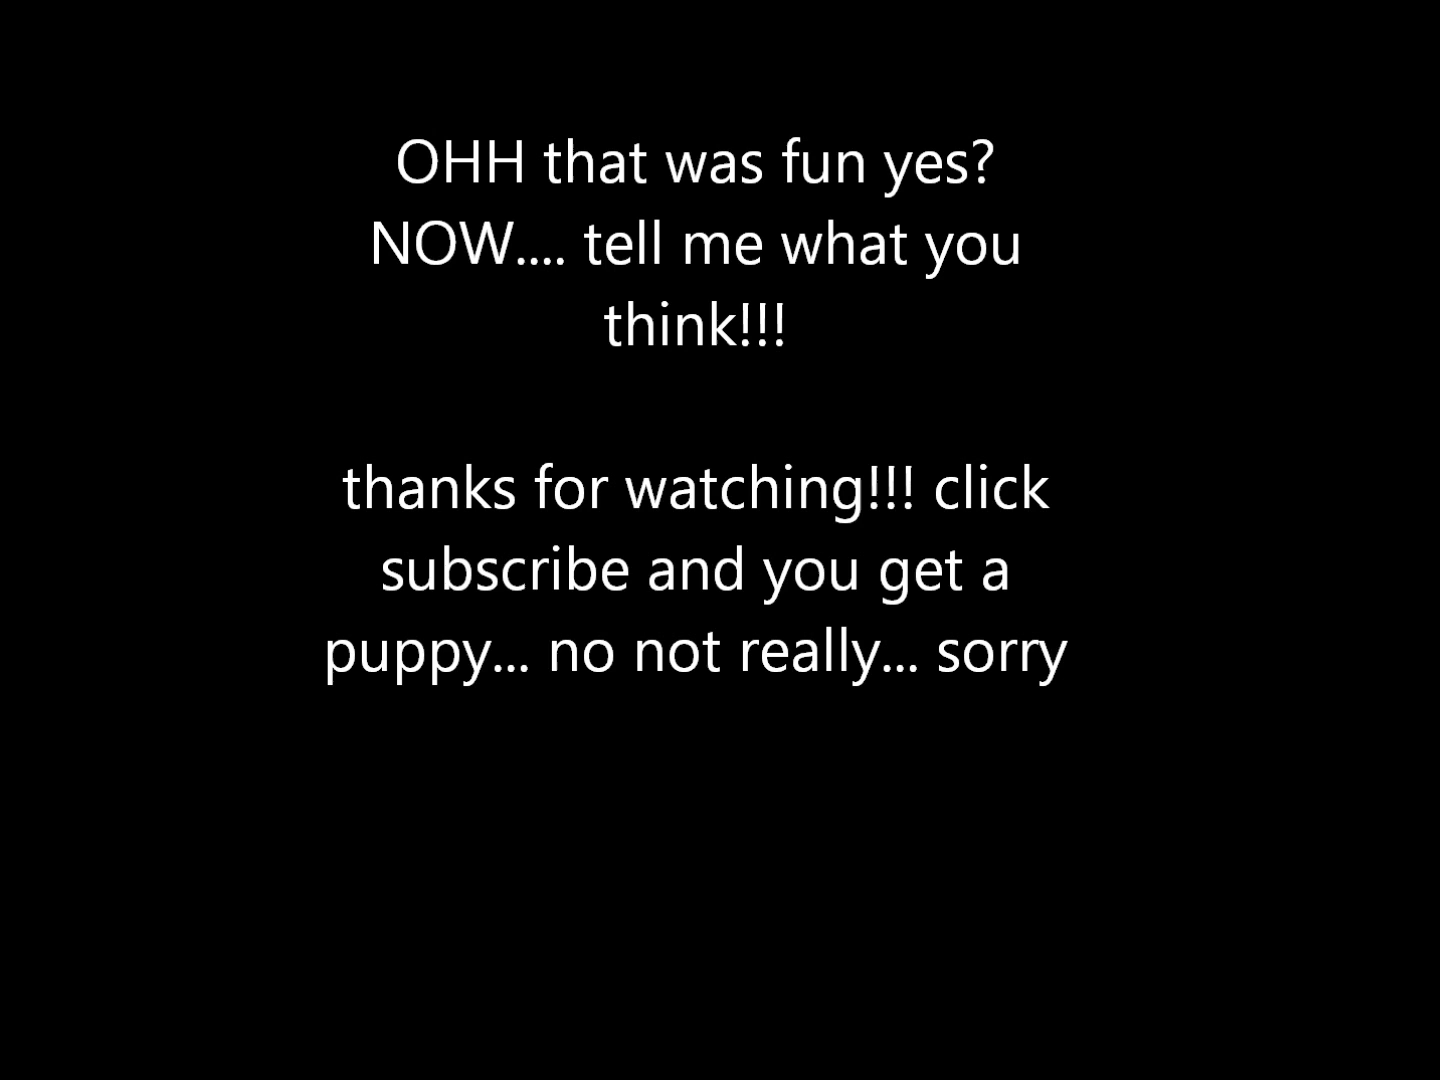 OHH that was fun yes?
NOW.... tell me what you
think!!!
thanks for watching!!! click
subscribe and you get a
puppy... no not really... sorry